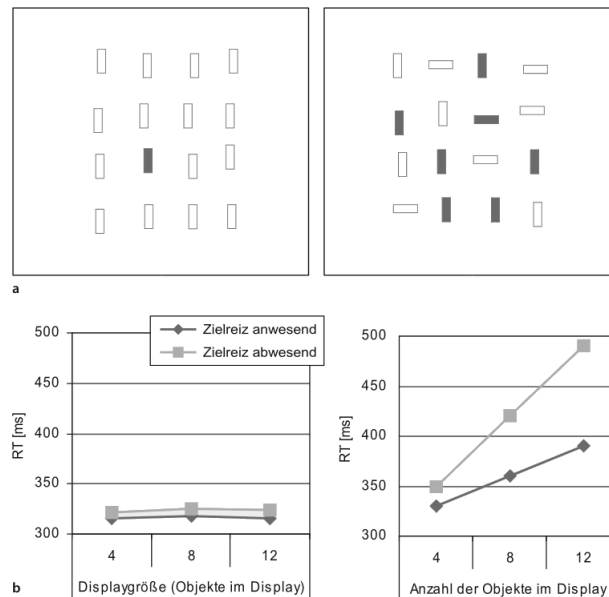 a
500
450
400
350
300
RT [ms]
Zielreiz anwesend
Zielreiz abwesend
4 8 12
Displaygröße (Objekte im Display)
500
450
400
350
300
RT [ms]
4 8 12
Anzahl der Objekte im Display
b